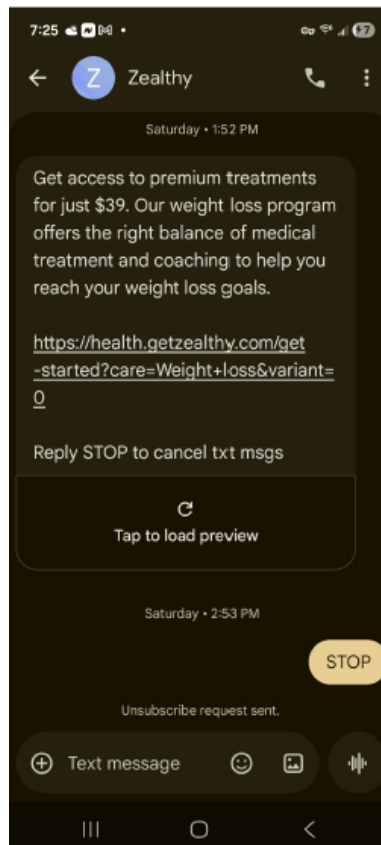 7:25
Zealthy
Saturday • 1:52 PM
Get access to premium treatments
for just $39. Our weight loss program
offers the right balance of medical
treatment and coaching to help you
reach your weight loss goals.
https://health.getzealthy.com/get
-started?care=Weight+loss&variant=
0
Reply STOP to cancel txt msgs
Tap to load preview
Saturday • 2:53 PM
STOP
Unsubscribe request sent.
Text message